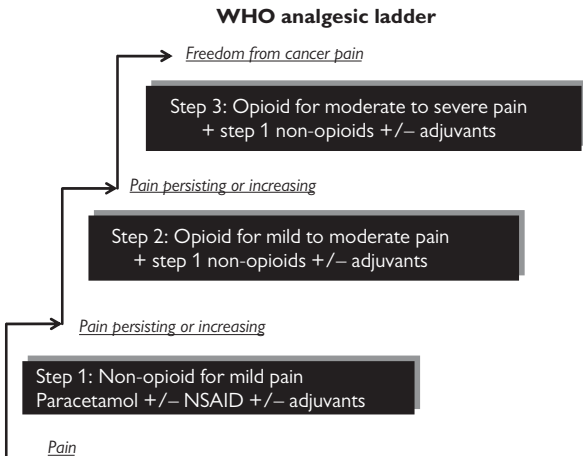 WHO analgesic ladder
Freedom from cancer pain
Step 3: Opioid for moderate to severe pain
+ step 1 non-opioids +/– adjuvants
Pain persisting or increasing
Step 2: Opioid for mild to moderate pain
+ step 1 non-opioids +/– adjuvants
Pain persisting or increasing
Step 1: Non-opioid for mild pain
Paracetamol +/– NSAID +/– adjuvants
Pain